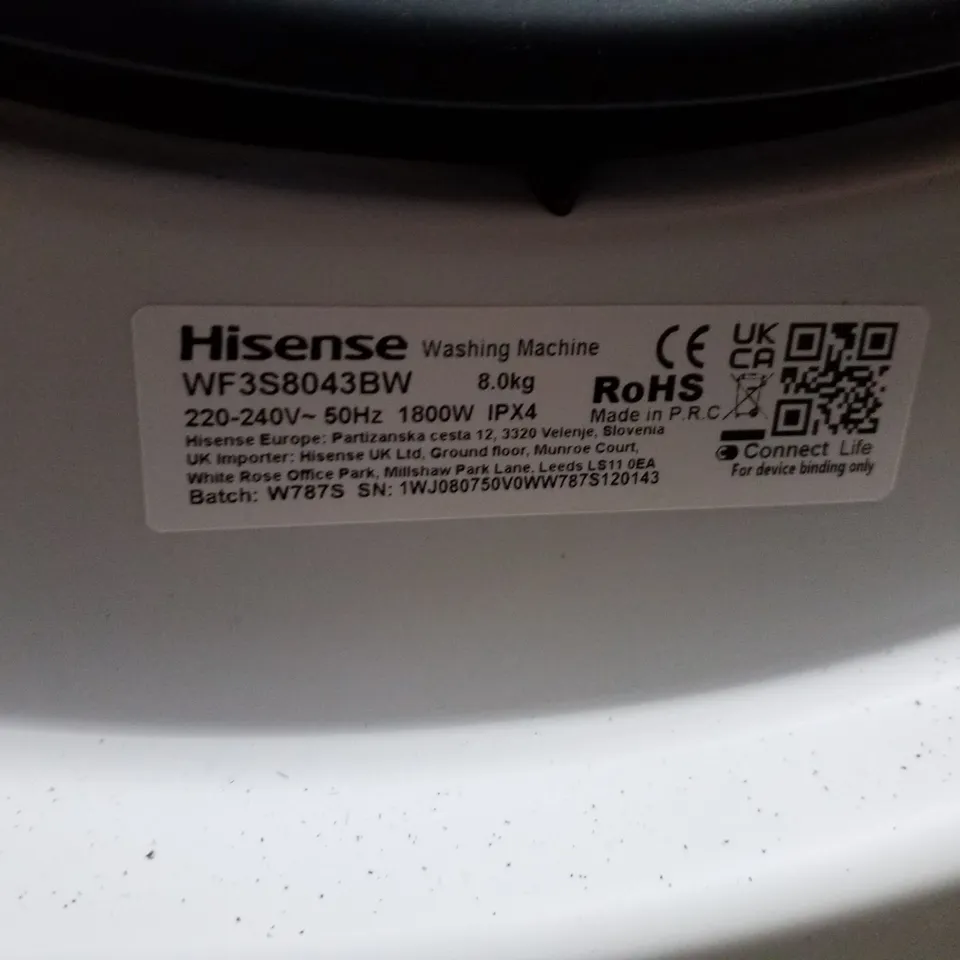 Hisense Washing Machine
WF3S8043BW 8.0kg
220-240V~ 50Hz 1800W IPX4
Hisense Europe: Partizanska cesta 12, 3320 Velenje, Slovenia
UK Importer: Hisense UK Ltd, Ground floor, Munroe Court,
White Rose Office Park, Millshaw Park Lane, Leeds LS11 0EA
Batch: W787S SN: 1WJ080750V0WW787S120143
CE
RoHS
Made in P.R.C
UK
CA
Connect Life
For device binding only